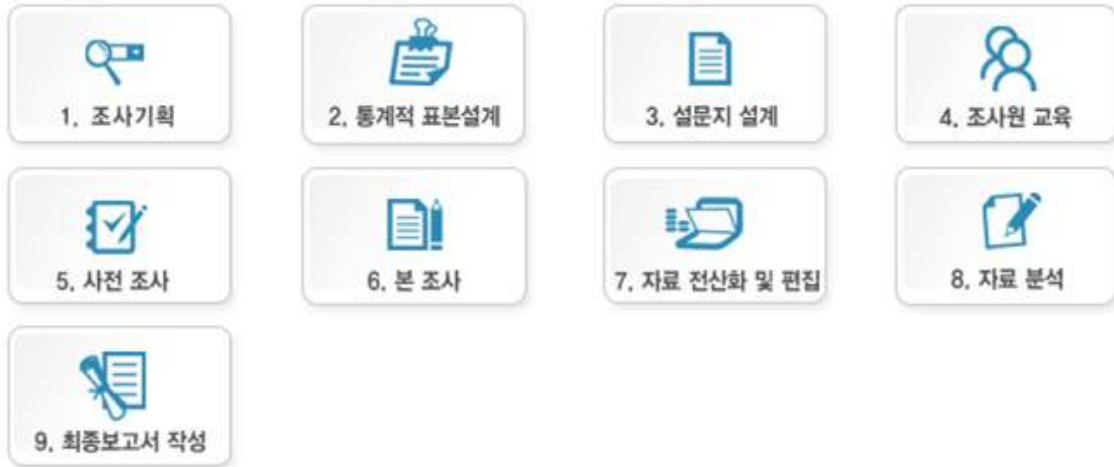 1. 조사기획
2. 통계적 표본설계
3. 설문지 설계
4. 조사원 교육
5. 사전 조사
6. 본 조사
7. 자료 전산화 및 편집
8. 자료 분석
9. 최종보고서 작성